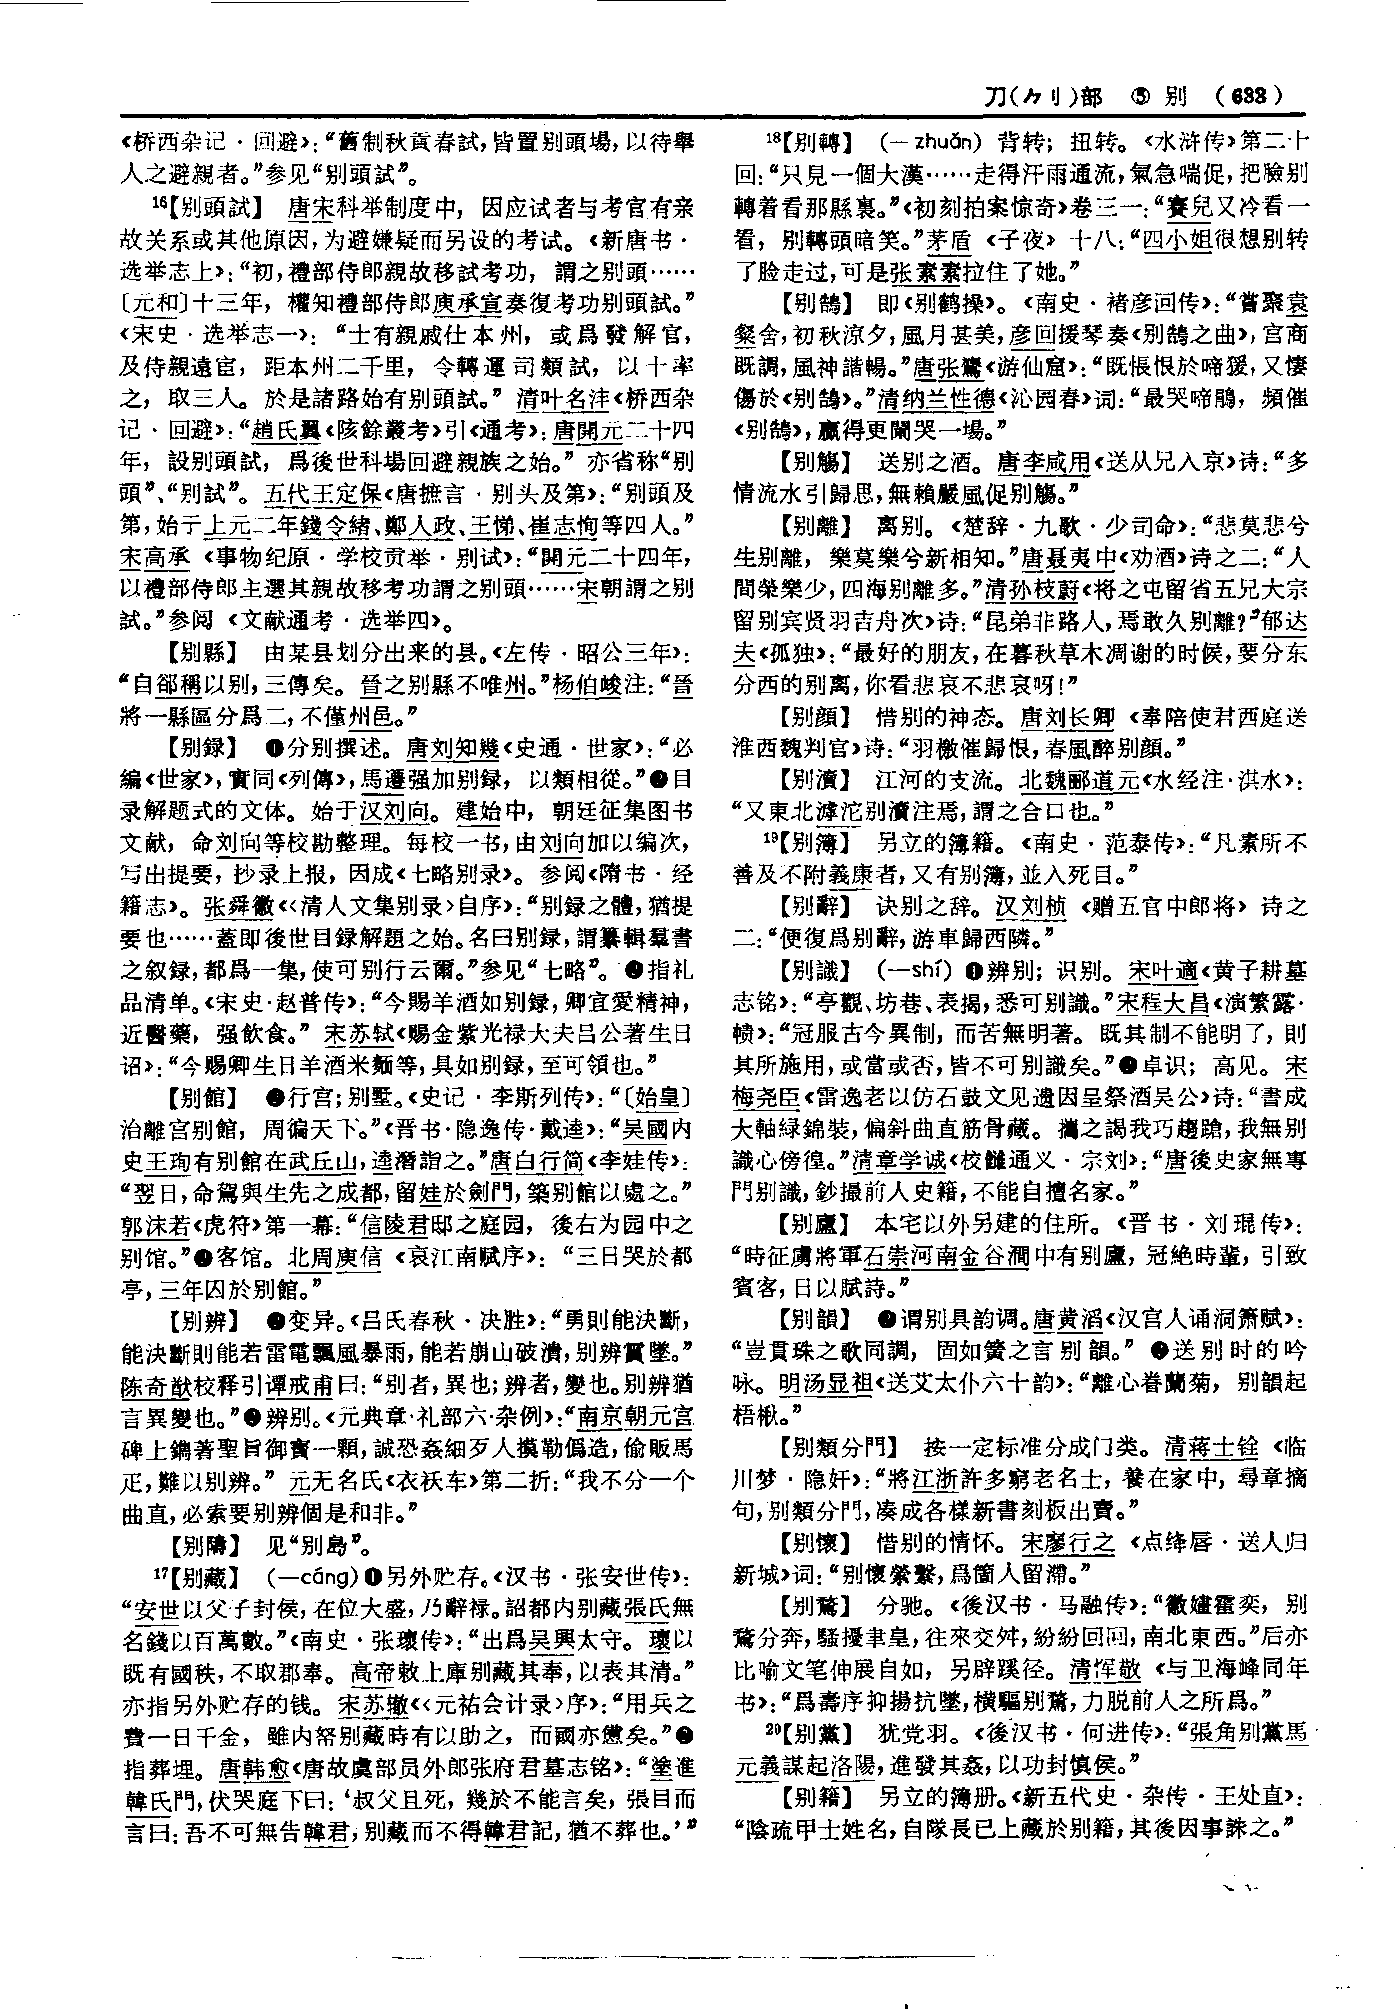 刀(⺈刂)部 ⑤ 别 (633)
《桥西杂记·回避》：“舊制秋貢春試，皆置别頭場，以待舉
人之避親者。”参见“别頭試”。
16【别頭試】 唐宋科举制度中，因应试者与考官有亲
故关系或其他原因，为避嫌疑而另设的考试。《新唐书·
选举志上》：“初，禮部侍郎親故移試考功，謂之别頭……
〔元和〕十三年，權知禮部侍郎庾承宣奏復考功别頭試。”
《宋史·选举志一》：“士有親戚仕本州，或爲發解官，
及侍親遠宦，距本州二千里，令轉運司類試，以十率
之，取三人。於是諸路始有别頭試。”清叶名沣《桥西杂
记·回避》：“趙氏翼《陔餘叢考》引《通考》：唐開元二十四
年，設别頭試，爲後世科場回避親族之始。”亦省称“别
頭”、“别試”。五代王定保《唐摭言·别头及第》：“别頭及
第，始于上元二年錢令緒、鄭人政、王悌、崔志恂等四人。”
宋高承《事物纪原·学校贡举·别试》：“開元二十四年，
以禮部侍郎主選其親故移考功謂之别頭……宋朝謂之别
試。”参阅《文献通考·选举四》。
【别縣】 由某县划分出来的县。《左传·昭公三年》：
“自郤稱以别，三傳矣。晉之别縣不唯州。”杨伯峻注：“晉
將一縣區分爲二，不僅州邑。”
【别録】 ❶分别撰述。唐刘知幾《史通·世家》：“必
編《世家》，實同《列傳》，馬遷强加别録，以類相從。”❷目
录解题式的文体。始于汉刘向。建始中，朝廷征集图书
文献，命刘向等校勘整理。每校一书，由刘向加以编次，
写出提要，抄录上报，因成《七略别录》。参阅《隋书·经
籍志》。张舜徽《〈清人文集别录〉自序》：“别録之體，猶提
要也……蓋即後世目録解題之始。名曰别録，謂纂輯羣書
之叙録，都爲一集，使可别行云爾。”参见“七略”。❸指礼
品清单。《宋史·赵普传》：“今賜羊酒如别録，卿宜愛精神，
近醫藥，强飲食。”宋苏轼《赐金紫光禄大夫吕公著生日
诏》：“今賜卿生日羊酒米麵等，具如别録，至可領也。”
【别館】 ❶行宫；别墅。《史记·李斯列传》：“〔始皇〕
治離宫别館，周徧天下。”《晋书·隐逸传·戴逵》：“吴國内
史王珣有别館在武丘山，逵潛詣之。”唐白行简《李娃传》：
“翌日，命駕與生先之成都，留娃於劍門，築别館以處之。”
郭沫若《虎符》第一幕：“信陵君邸之庭园，後右为园中之
别馆。”❷客馆。北周庾信《哀江南赋序》：“三日哭於都
亭，三年囚於别館。”
【别辨】 ❶变异。《吕氏春秋·决胜》：“勇則能决斷，
能决斷則能若雷電飄風暴雨，能若崩山破潰，别辨霣墜。”
陈奇猷校释引谭戒甫曰：“别者，異也；辨者，變也。别辨猶
言異變也。”❷辨别。《元典章·礼部六·杂例》：“南京朝元宫
碑上鐫著聖旨御寶一顆，誠恐姦細歹人摸勒僞造，偷販馬
疋，難以别辨。”元无名氏《衣袄车》第二折：“我不分一个
曲直，必索要别辨個是和非。”
【别隯】 见“别島”。
17【别藏】 (—cáng)❶另外贮存。《汉书·张安世传》：
“安世以父子封侯，在位大盛，乃辭禄。詔都内别藏張氏無
名錢以百萬數。”《南史·张瓌传》：“出爲吴興太守。瓌以
既有國秩，不取郡奉。高帝敕上庫别藏其奉，以表其清。”
亦指另外贮存的钱。宋苏辙《〈元祐会计录〉序》：“用兵之
費一日千金，雖内帑别藏時有以助之，而國亦憊矣。”❷
指葬埋。唐韩愈《唐故虞部员外郎张府君墓志铭》：“塗進
韓氏門，伏哭庭下曰：‘叔父且死，幾於不能言矣，張目而
言曰：吾不可無告韓君，别藏而不得韓君記，猶不葬也。’”
18【别轉】 (—zhuǎn) 背转；扭转。《水浒传》第二十
回：“只見一個大漢……走得汗雨通流，氣急喘促，把臉别
轉着看那縣裏。”《初刻拍案惊奇》卷三一：“賽兒又冷看一
看，别轉頭暗笑。”茅盾《子夜》十八：“四小姐很想别转
了脸走过，可是张素素拉住了她。”
【别鵠】 即《别鹤操》。《南史·褚彦回传》：“嘗聚袁
粲舍，初秋涼夕，風月甚美，彦回援琴奏《别鵠之曲》，宫商
既調，風神諧暢。”唐张鷟《游仙窟》：“既悵恨於啼猨，又悽
傷於《别鵠》。”清纳兰性德《沁园春》词：“最哭啼鵑，頻催
《别鵠》，贏得更闌哭一場。”
【别觴】 送别之酒。唐李咸用《送从兄入京》诗：“多
情流水引歸思，無賴嚴風促别觴。”
【别離】 离别。《楚辞·九歌·少司命》：“悲莫悲兮
生别離，樂莫樂兮新相知。”唐聂夷中《劝酒》诗之二：“人
間榮樂少，四海别離多。”清孙枝蔚《将之屯留省五兄大宗
留别宾贤羽吉舟次》诗：“昆弟非路人，焉敢久别離？”郁达
夫《孤独》：“最好的朋友，在暮秋草木凋谢的时候，要分东
分西的别离，你看悲哀不悲哀呀！”
【别顔】 惜别的神态。唐刘长卿《奉陪使君西庭送
淮西魏判官》诗：“羽檄催歸恨，春風醉别顔。”
【别瀆】 江河的支流。北魏郦道元《水经注·淇水》：
“又東北滹沱别瀆注焉，謂之合口也。”
19【别簿】 另立的簿籍。《南史·范泰传》：“凡素所不
善及不附義康者，又有别簿，並入死目。”
【别辭】 诀别之辞。汉刘桢《赠五官中郎将》诗之
二：“便復爲别辭，游車歸西隣。”
【别識】 (—shí)❶辨别；识别。宋叶適《黄子耕墓
志铭》：“亭觀、坊巷、表揭，悉可别識。”宋程大昌《演繁露·
帻》：“冠服古今異制，而苦無明著。既其制不能明了，則
其所施用，或當或否，皆不可别識矣。”❷卓识；高见。宋
梅尧臣《雷逸老以仿石鼓文见遗因呈祭酒吴公》诗：“書成
大軸緑錦裝，偏斜曲直筋骨藏。攜之謁我巧趨蹌，我無别
識心傍徨。”清章学诚《校雠通义·宗刘》：“唐後史家無專
門别識，鈔撮前人史籍，不能自擅名家。”
【别廬】 本宅以外另建的住所。《晋书·刘琨传》：
“時征虜將軍石崇河南金谷澗中有别廬，冠絶時輩，引致
賓客，日以賦詩。”
【别韻】 ❶谓别具韵调。唐黄滔《汉宫人诵洞箫赋》：
“豈貫珠之歌同調，固如簧之言别韻。”❷送别时的吟
咏。明汤显祖《送艾太仆六十韵》：“離心眷蘭菊，别韻起
梧楸。”
【别類分門】 按一定标准分成门类。清蒋士铨《临
川梦·隐奸》：“將江浙許多窮老名士，養在家中，尋章摘
句，别類分門，凑成各樣新書刻板出賣。”
【别懷】 惜别的情怀。宋廖行之《点绛唇·送人归
新城》词：“别懷縈繫，爲箇人留滯。”
【别騖】 分驰。《後汉书·马融传》：“徽嫿霍奕，别
騖分奔，騷擾聿皇，往來交舛，紛紛回回，南北東西。”后亦
比喻文笔伸展自如，另辟蹊径。清恽敬《与卫海峰同年
书》：“爲壽序抑揚抗墜，横驅别騖，力脱前人之所爲。”
20【别黨】 犹党羽。《後汉书·何进传》：“張角别黨馬
元義謀起洛陽，進發其姦，以功封慎侯。”
【别籍】 另立的簿册。《新五代史·杂传·王处直》：
“陰疏甲士姓名，自隊長已上藏於别籍，其後因事誅之。”